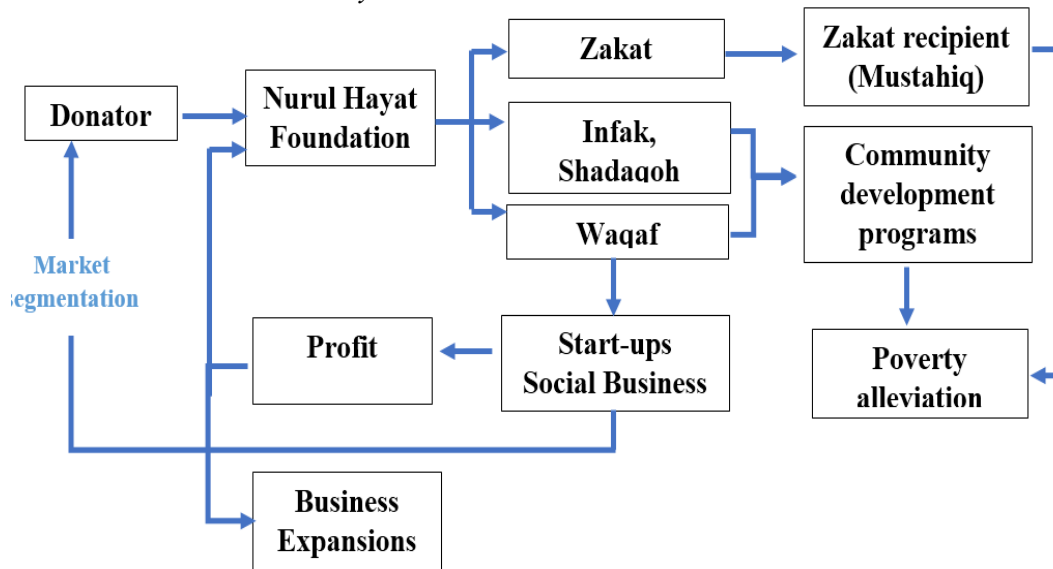 Zakat
Zakat recipient
(Mustahiq)
Donator
Nurul Hayat
Foundation
Infak,
Shadaqoh
Community
development
programs
Waqaf
Market
segmentation
Profit
Start-ups
Social Business
Poverty
alleviation
Business
Expansions